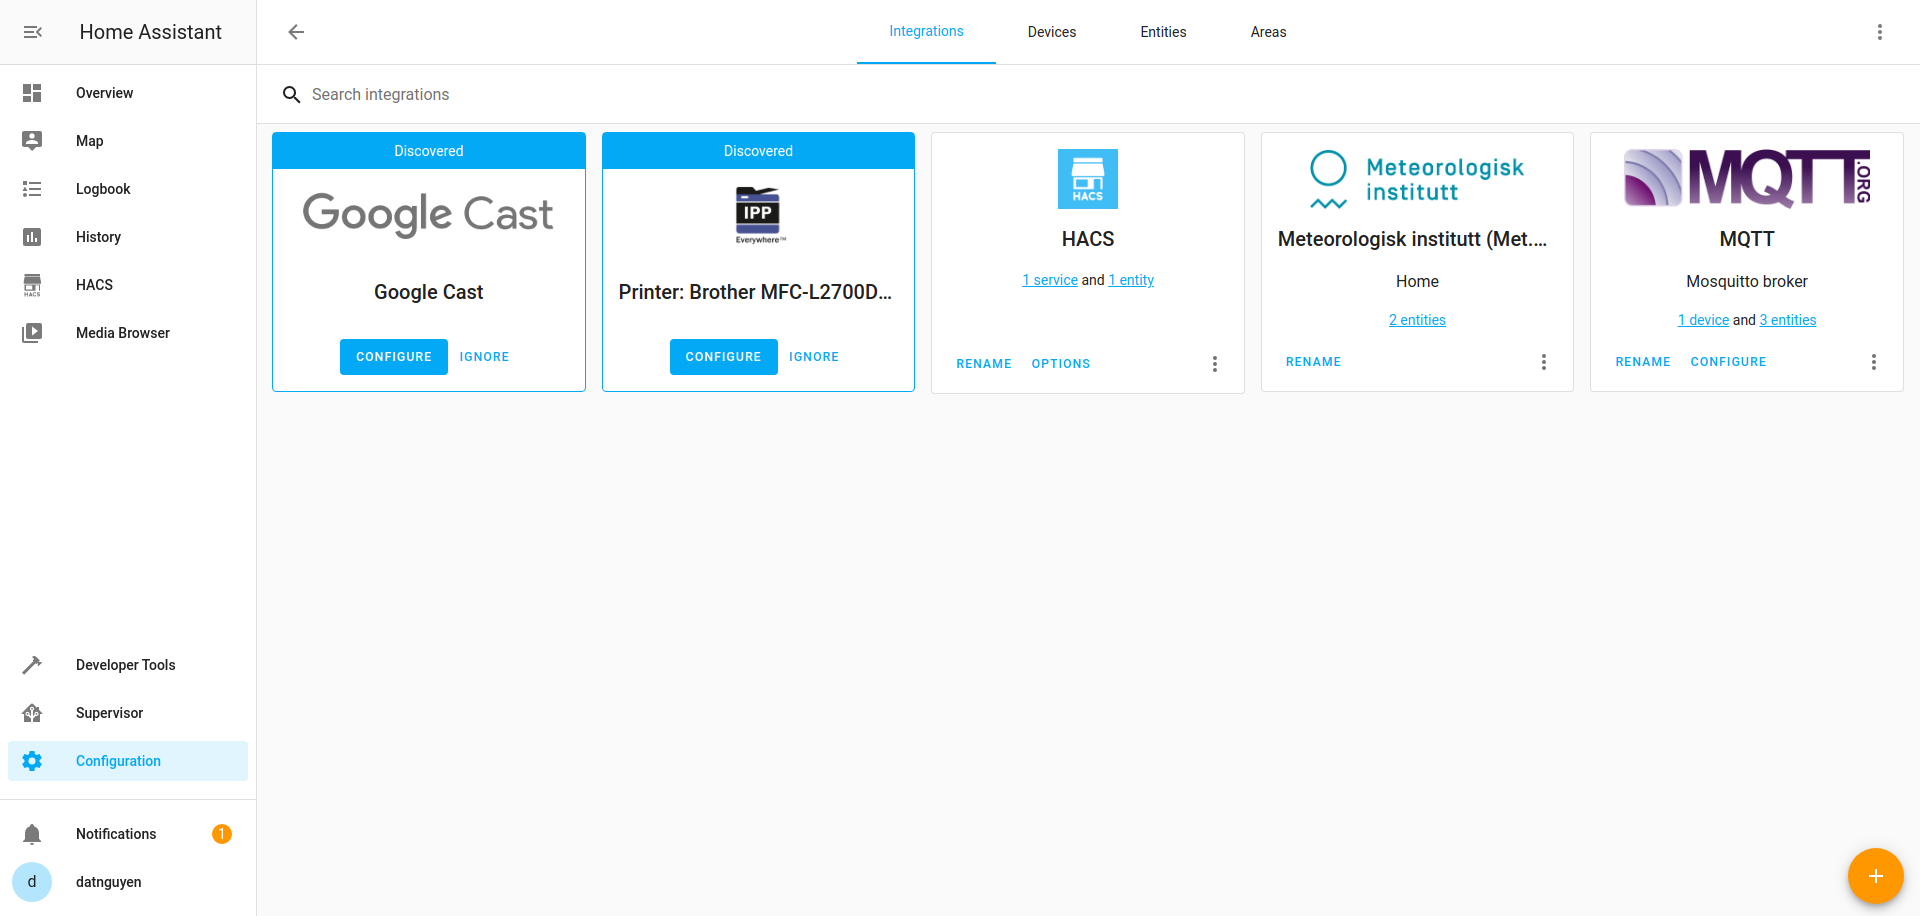 Home Assistant
Integrations
Devices
Entities
Areas
Search integrations
Overview
Map
Logbook
History
HACS
HACS
Media Browser
Developer Tools
Supervisor
Configuration
Notifications
1
d
datnguyen
Discovered
Google Cast
Google Cast
CONFIGURE
IGNORE
Discovered
IPP
Everywhere™
Printer: Brother MFC-L2700D...
CONFIGURE
IGNORE
HACS
HACS
1 service and 1 entity
RENAME
OPTIONS
Meteorologisk
institutt
Meteorologisk institutt (Met....
Home
2 entities
RENAME
MQTT.ORG
MQTT
Mosquitto broker
1 device and 3 entities
RENAME
CONFIGURE